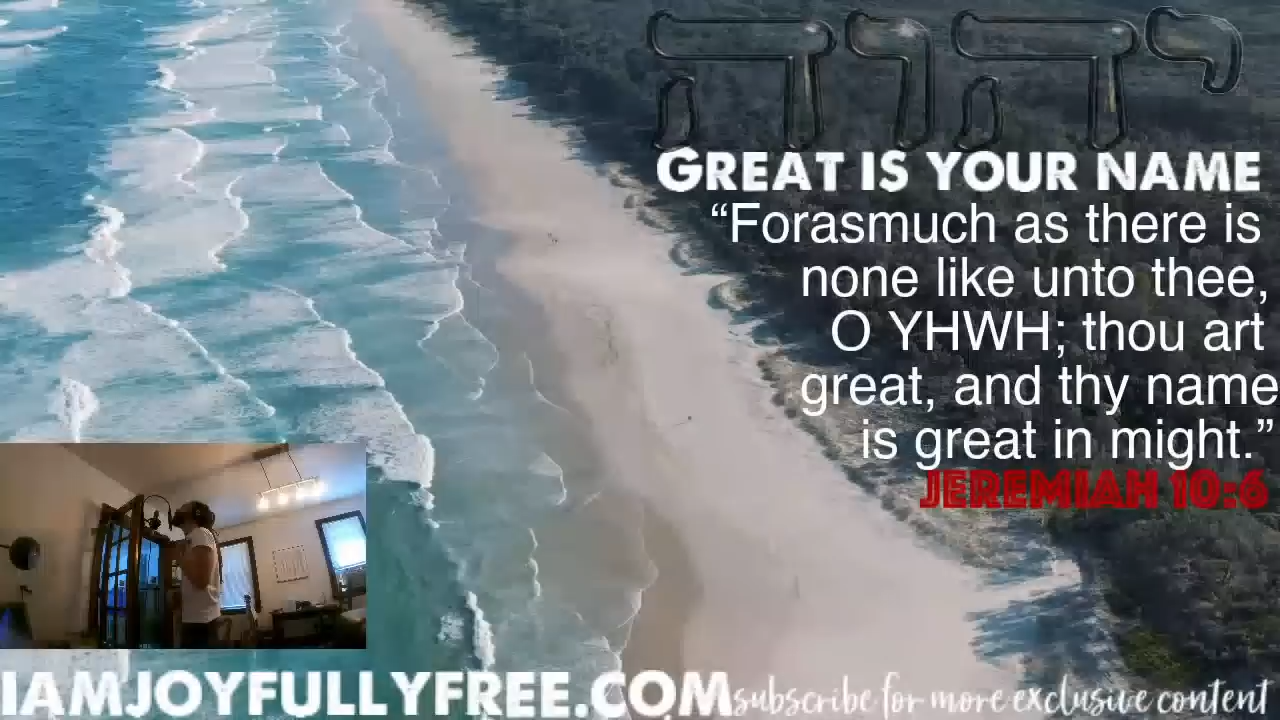 יהוה
GREAT IS YOUR NAME
“Forasmuch as there is
none like unto thee,
O YHWH; thou art
great, and thy name
is great in might.”
JEREMIAH 10:6
IAMJOYFULLYFREE.COM subscribe for more exclusive content